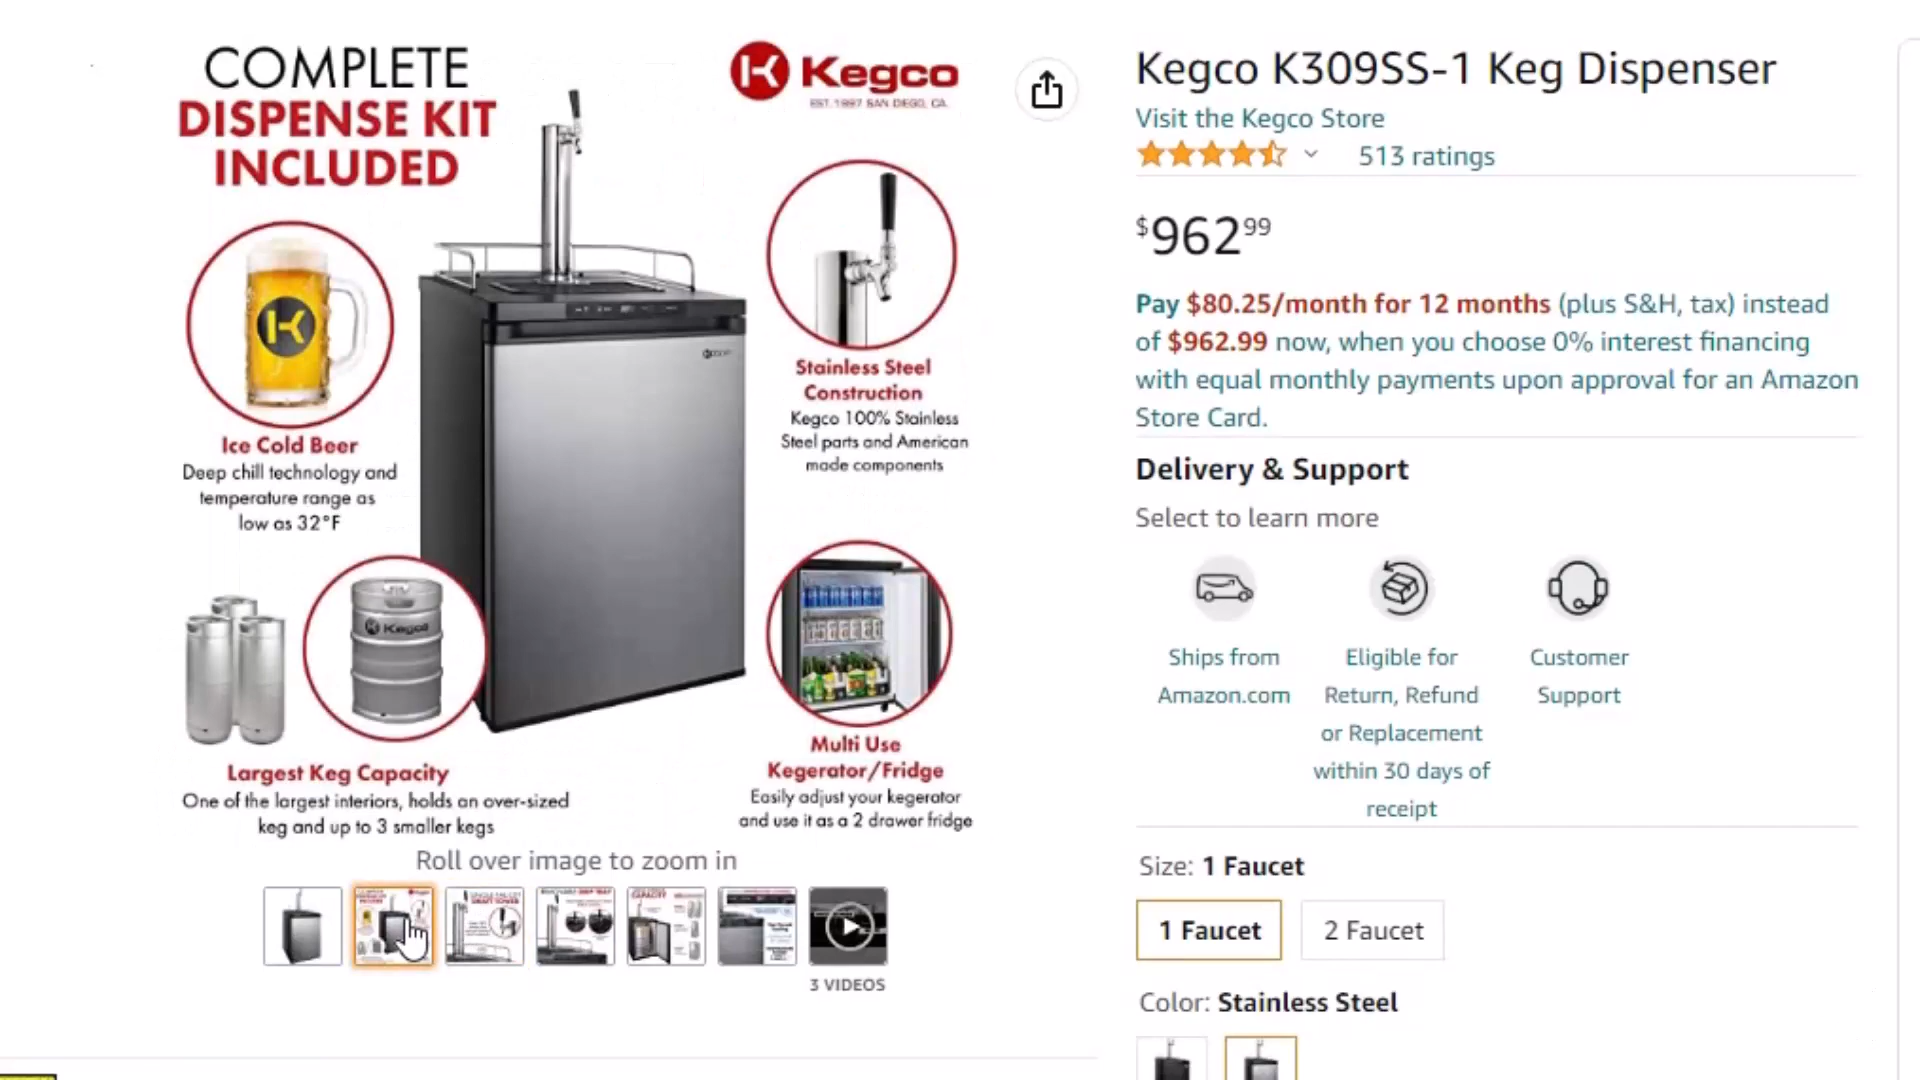 COMPLETE
DISPENSE KIT
INCLUDED
Kegco
EST. 1997 SAN DIEGO, CA.
Ice Cold Beer
Deep chill technology and
temperature range as
low as 32°F
Stainless Steel
Construction
Kegco 100% Stainless
Steel parts and American
made components
Kegco
Largest Keg Capacity
One of the largest interiors, holds an over-sized
keg and up to 3 smaller kegs
Multi Use
Kegerator/Fridge
Easily adjust your kegerator
and use it as a 2 drawer fridge
Roll over image to zoom in
3 VIDEOS
Kegco K309SS-1 Keg Dispenser
Visit the Kegco Store
513 ratings
$96299
Pay $80.25/month for 12 months (plus S&H, tax) instead
of $962.99 now, when you choose 0% interest financing
with equal monthly payments upon approval for an Amazon
Store Card.
Delivery & Support
Select to learn more
Ships from
Amazon.com
Eligible for
Return, Refund
or Replacement
within 30 days of
receipt
Customer
Support
Size: 1 Faucet
1 Faucet
2 Faucet
Color: Stainless Steel